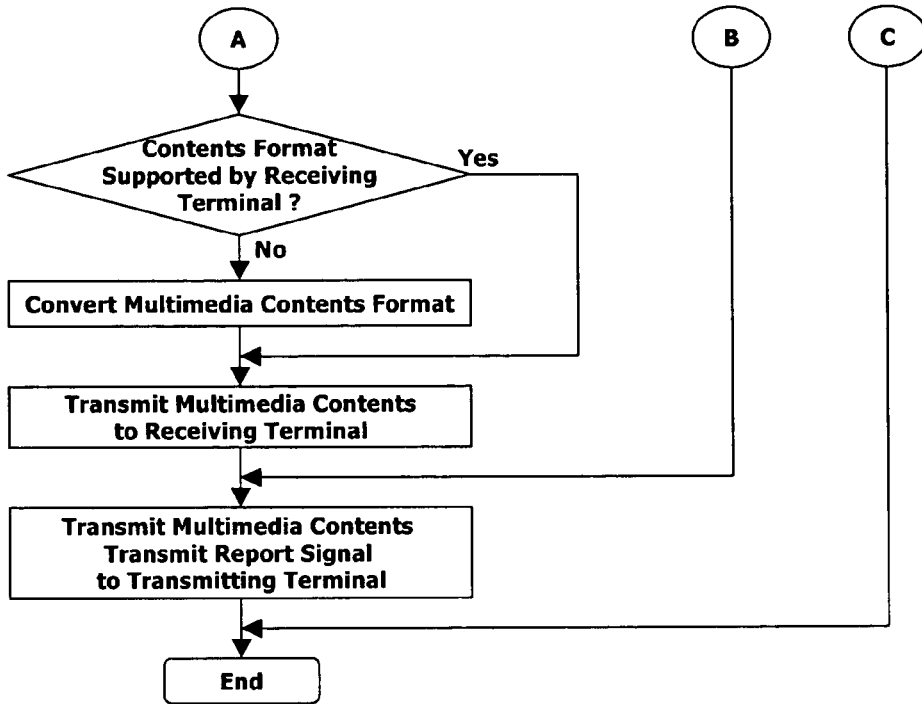 A
B
C
Contents Format
Supported by Receiving
Terminal ?
Yes
No
Convert Multimedia Contents Format
Transmit Multimedia Contents
to Receiving Terminal
Transmit Multimedia Contents
Transmit Report Signal
to Transmitting Terminal
End